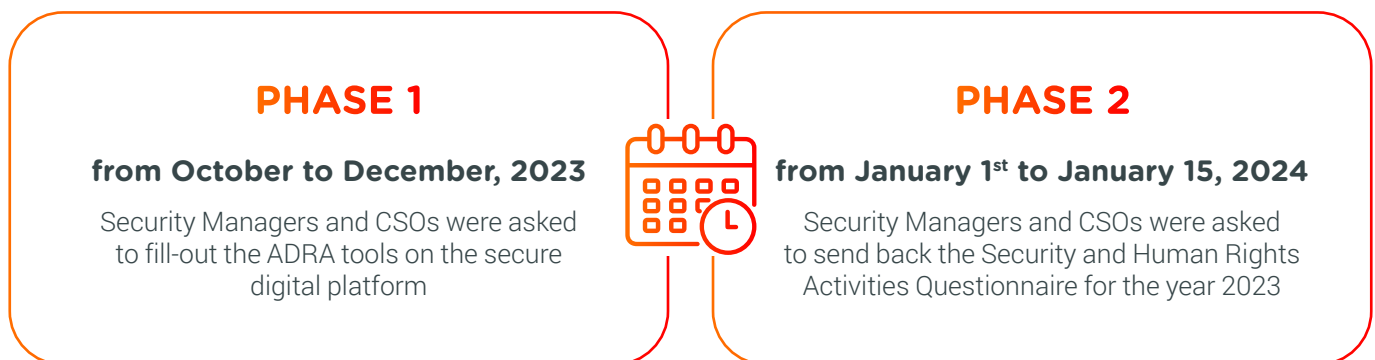 PHASE 1
from October to December, 2023
Security Managers and CSOs were asked
to fill-out the ADRA tools on the secure
digital platform
PHASE 2
from January 1st to January 15, 2024
Security Managers and CSOs were asked
to send back the Security and Human Rights
Activities Questionnaire for the year 2023